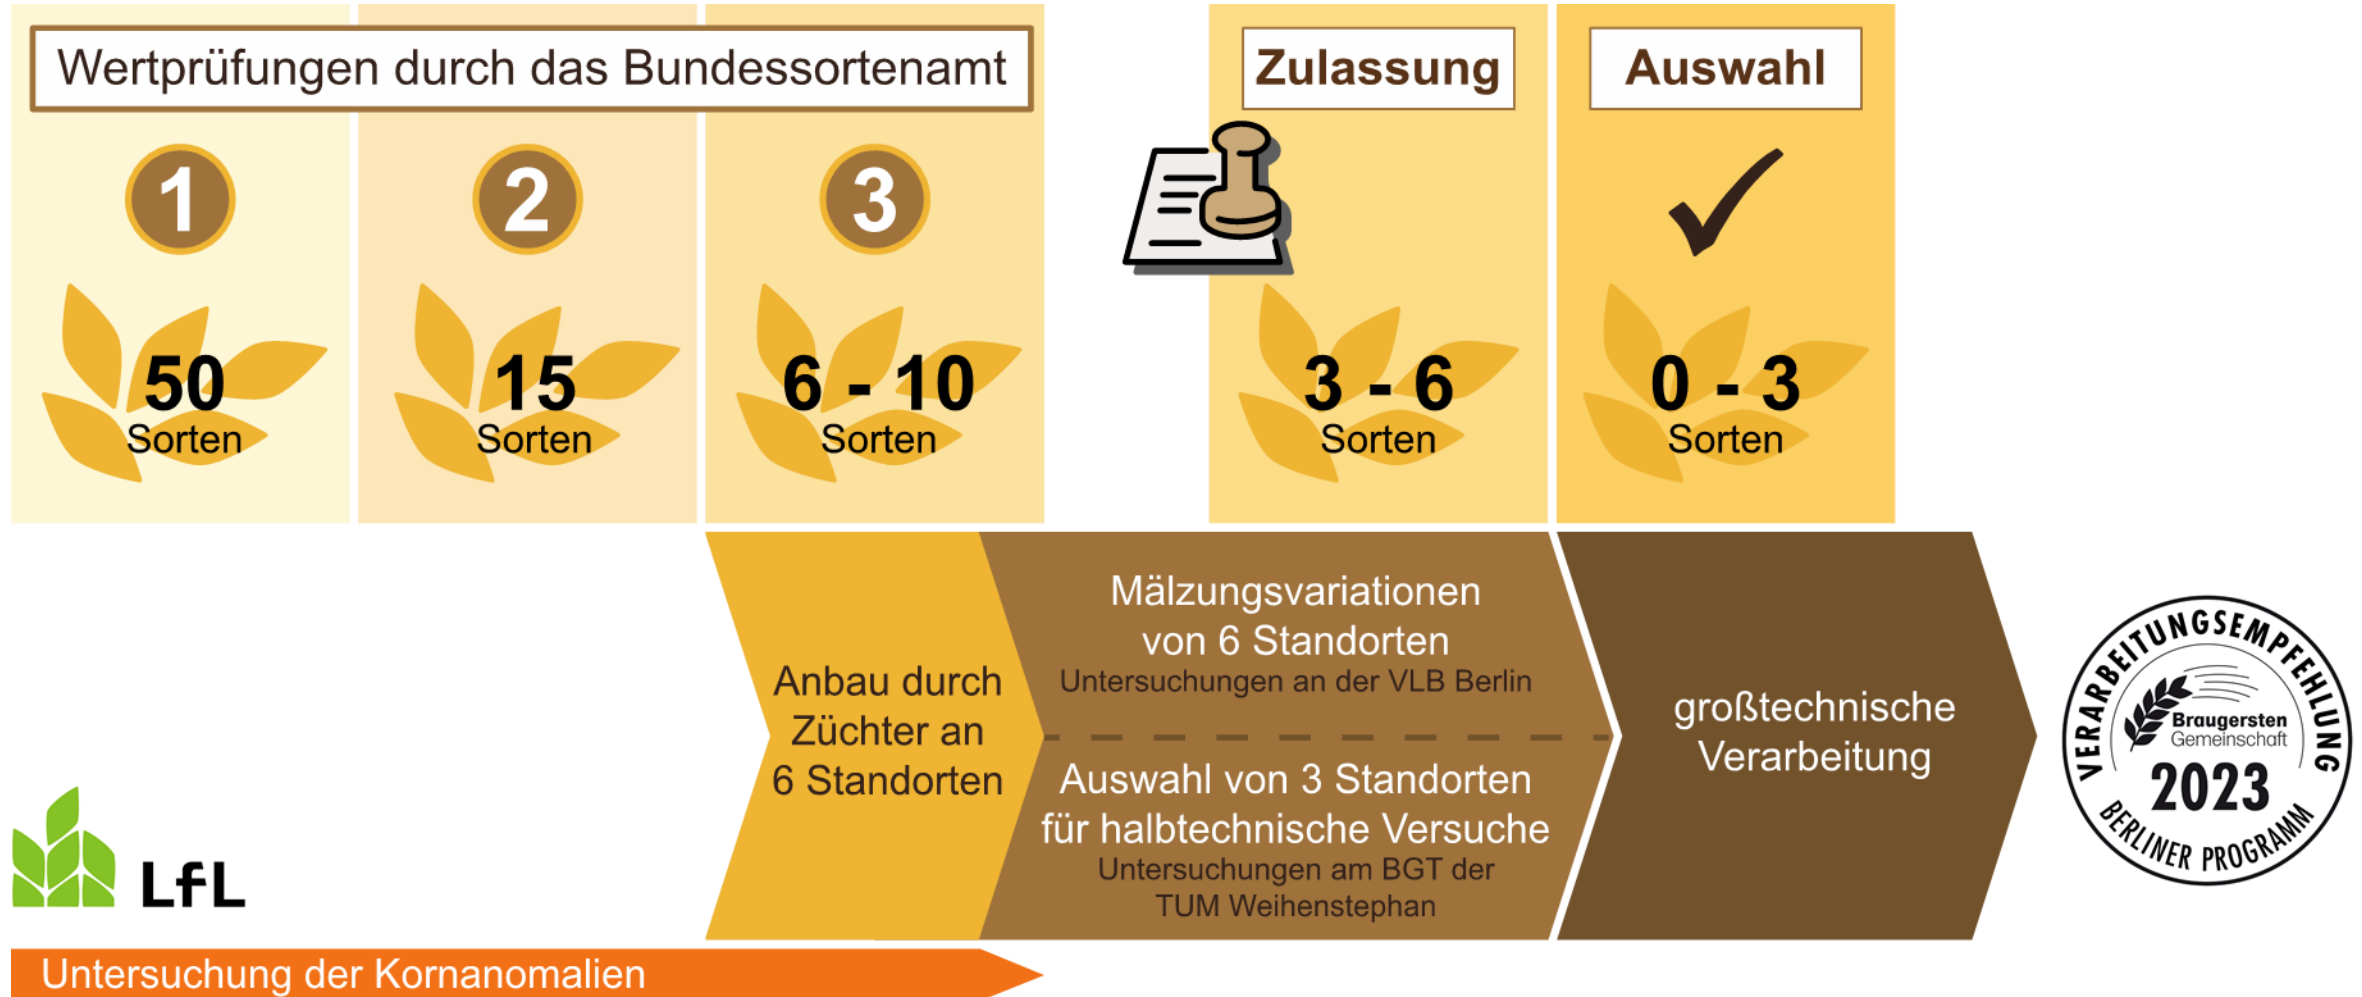 Wertprüfungen durch das Bundessortenamt
Zulassung
Auswahl
1
2
3
50
Sorten
15
Sorten
6 - 10
Sorten
3 - 6
Sorten
0 - 3
Sorten
Anbau durch
Züchter an
6 Standorten
Mälzungsvariationen
von 6 Standorten
Untersuchungen an der VLB Berlin
Auswahl von 3 Standorten
für halbtechnische Versuche
Untersuchungen am BGT der
TUM Weihenstephan
großtechnische
Verarbeitung
VERARBEITUNGSEMPFEHLUNG
Braugersten
Gemeinschaft
2023
BERLINER PROGRAMM
LfL
Untersuchung der Kornanomalien